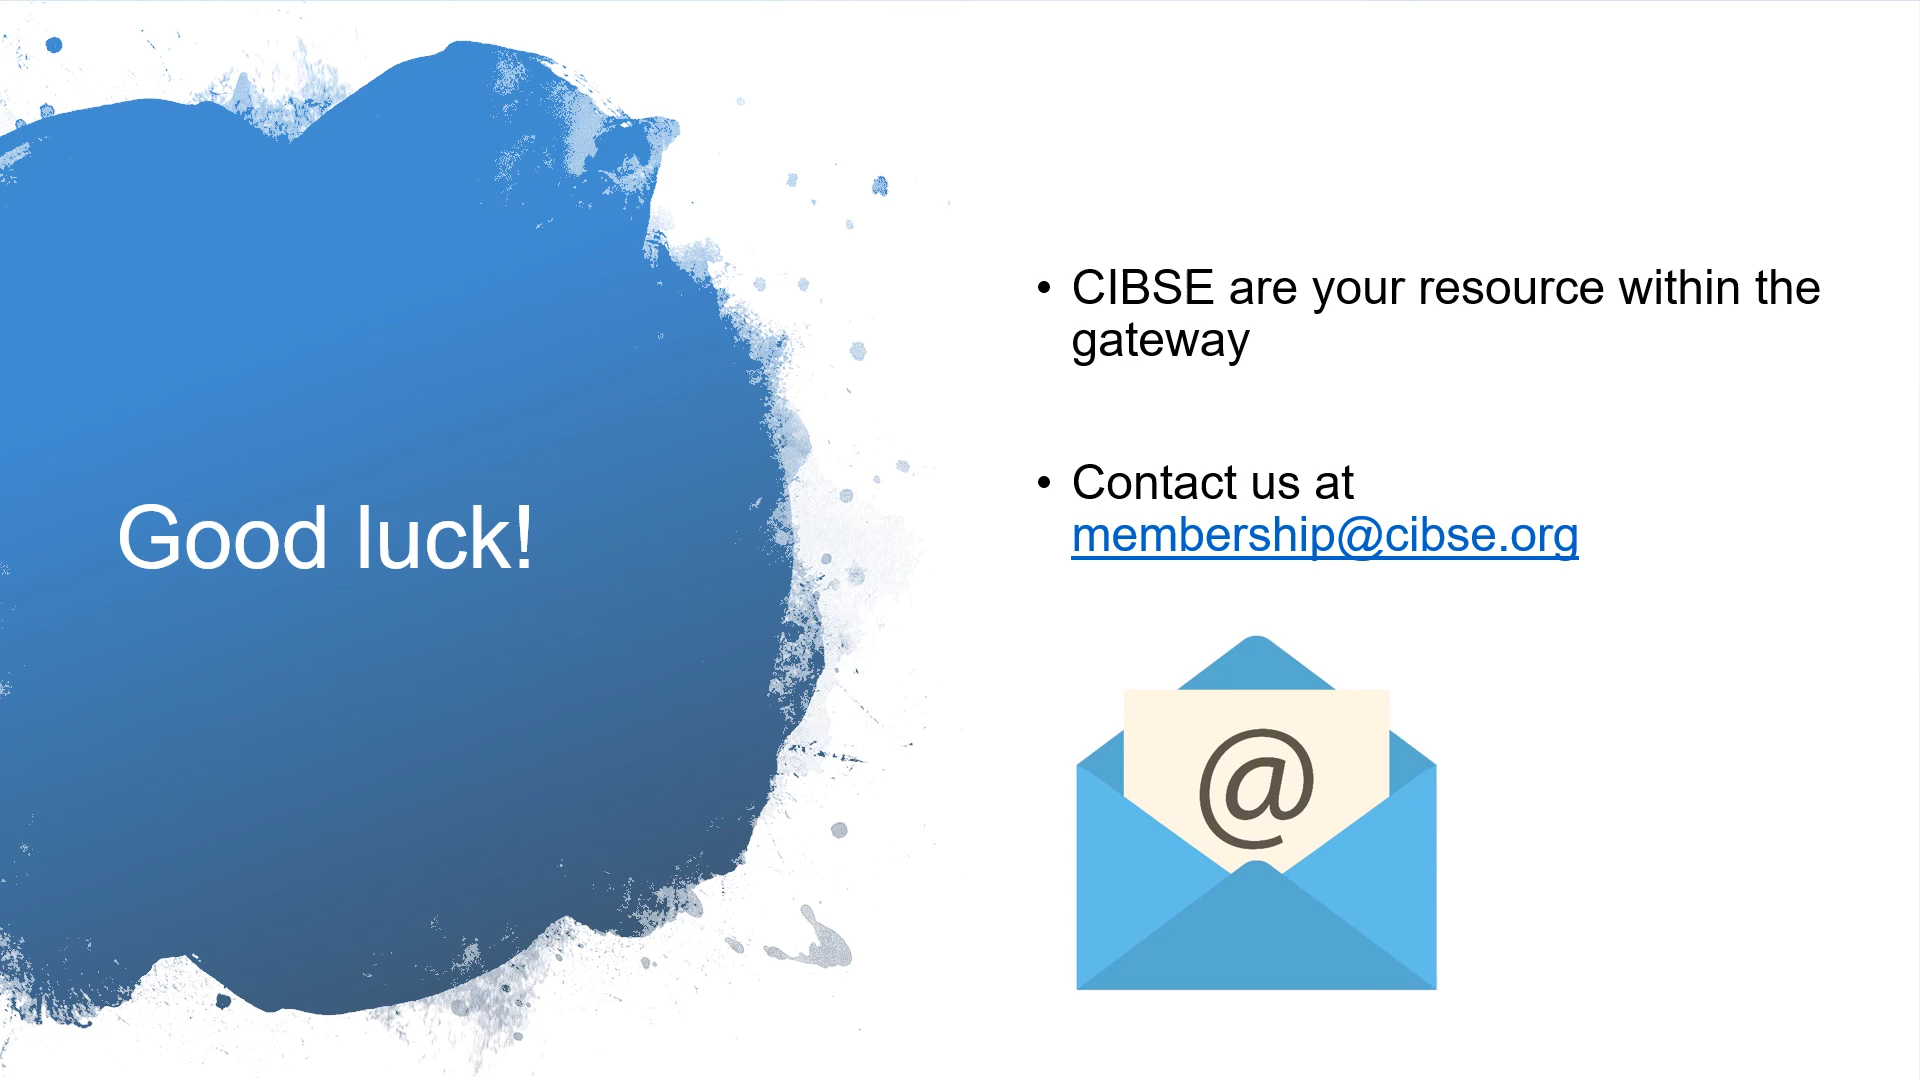 Good luck!
• CIBSE are your resource within the
gateway
• Contact us at
membership@cibse.org
@